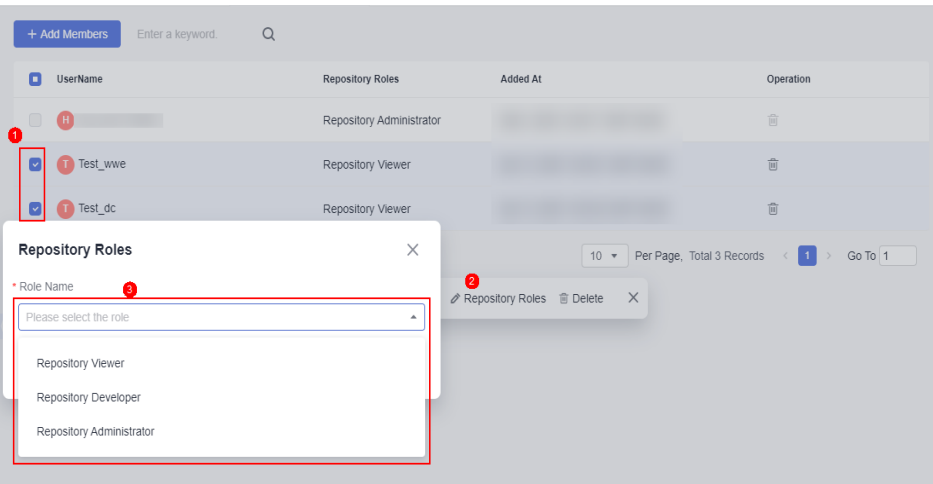 + Add Members Enter a keyword.
UserName Repository Roles Added At Operation
H Repository Administrator
1
T Test_wwe Repository Viewer
T Test_dc Repository Viewer
Repository Roles
10 Per Page, Total 3 Records < 1 > Go To 1
* Role Name
3
2
Repository Roles Delete
Please select the role
Repository Viewer
Repository Developer
Repository Administrator